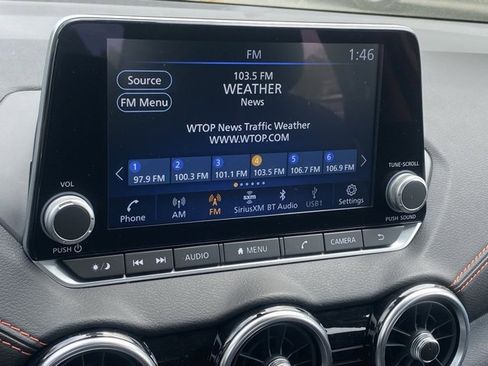 FM
1:46
Source
FM Menu
103.5 FM
WEATHER
News
WTOP News Traffic Weather
WWW.WTOP.COM
1 2 3 4 5 6
97.9 FM 100.3 FM 101.1 FM 103.5 FM 106.7 FM 106.9 FM
Phone AM FM SiriusXM BT Audio USB1 Settings
VOL
PUSH
TUNE·SCROLL
PUSH SOUND
AUDIO MENU CAMERA